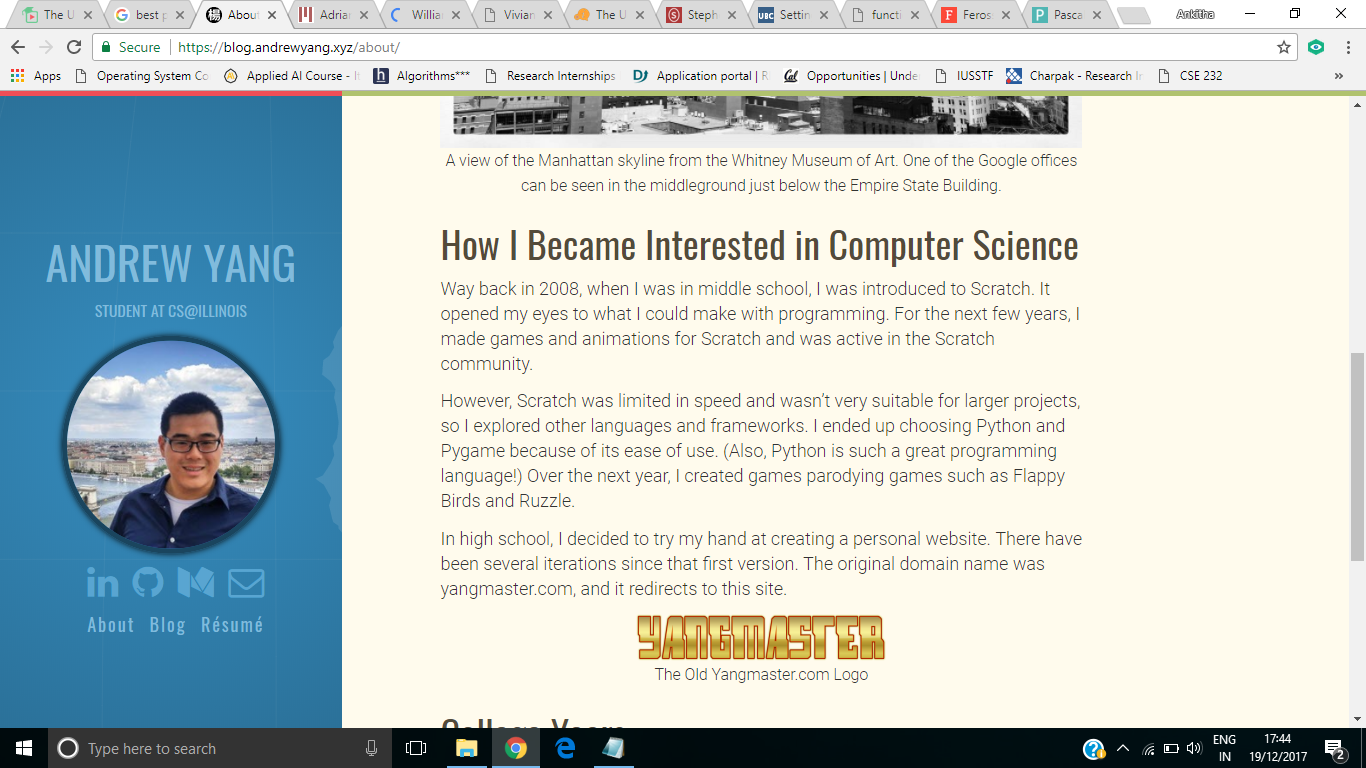 The U
best p
About
Adrian
Willia
Vivian
The U
Steph
UBC
Settin
functi
Feros
Pasca
Ankitha
Secure
https://blog.andrewyang.xyz/about/
Apps
Operating System Co
Applied AI Course - It
Algorithms***
Research Internships
Application portal | R
Opportunities | Unde
IUSSTF
Charpak - Research In
CSE 232
»
A view of the Manhattan skyline from the Whitney Museum of Art. One of the Google offices
can be seen in the middleground just below the Empire State Building.
ANDREW YANG
STUDENT AT CS@ILLINOIS
About Blog Résumé
How I Became Interested in Computer Science
Way back in 2008, when I was in middle school, I was introduced to Scratch. It
opened my eyes to what I could make with programming. For the next few years, I
made games and animations for Scratch and was active in the Scratch
community.
However, Scratch was limited in speed and wasn’t very suitable for larger projects,
so I explored other languages and frameworks. I ended up choosing Python and
Pygame because of its ease of use. (Also, Python is such a great programming
language!) Over the next year, I created games parodying games such as Flappy
Birds and Ruzzle.
In high school, I decided to try my hand at creating a personal website. There have
been several iterations since that first version. The original domain name was
yangmaster.com, and it redirects to this site.
YANGMASTER
The Old Yangmaster.com Logo
College Years
Type here to search
ENG
IN
17:44
19/12/2017
2